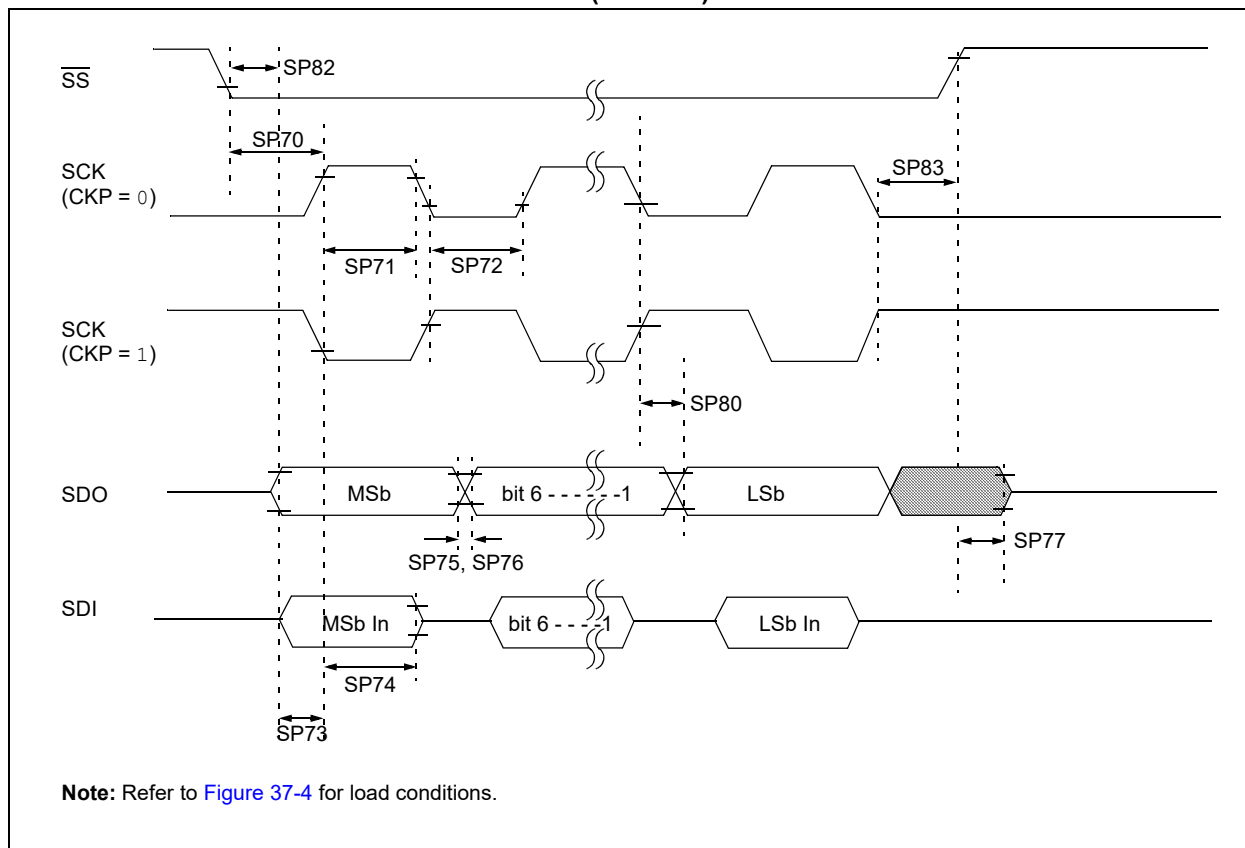 SS
SP82
SP70
SCK
(CKP = 0)
SP83
SP71
SP72
SCK
(CKP = 1)
SP80
SDO
MSb
bit 6 - - - - - -1
LSb
SP75, SP76
SP77
SDI
MSb In
bit 6 - - - -1
LSb In
SP74
SP73
Note: Refer to Figure 37-4 for load conditions.